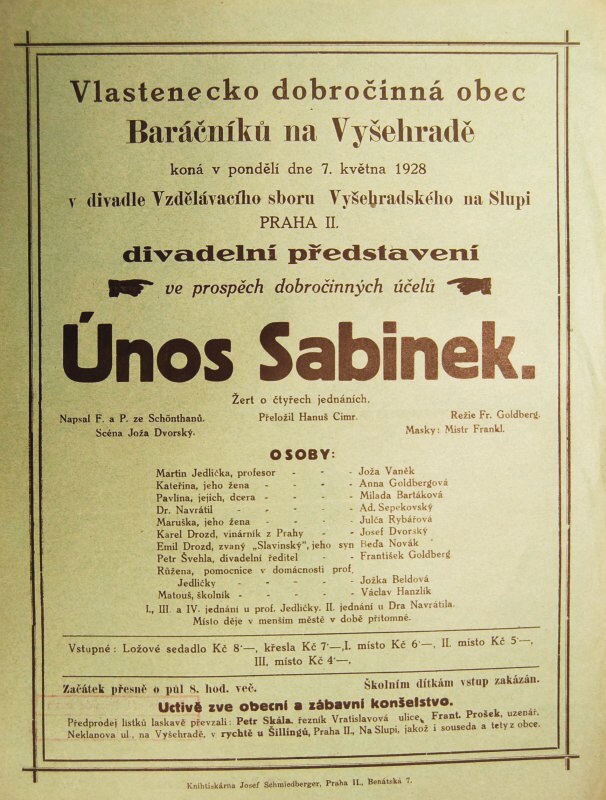 Vlastenecko dobročinná obec
Baráčníků na Vyšehradě
koná v pondělí dne 7. května 1928
v divadle Vzdělávacího sboru Vyšehradského na Slupi
PRAHA II.
divadelní představení
ve prospěch dobročinných účelů
Únos Sabinek.
Žert o čtyřech jednáních.
Napsal F. a P. ze Schönthanů. Přeložil Hanuš Cimr. Režie Fr. Goldberg.
Scéna Joža Dvorský. Masky: Mistr Frankl.
OSOBY:
Martin Jedlička, profesor - - - Joža Vaněk
Kateřina, jeho žena - - - - Anna Goldbergová
Pavlína, jejich, dcera - - - - Milada Bartáková
Dr. Navrátil - - - - - Ad. Sepekovský
Maruška, jeho žena - - - - Julča Rybářová
Karel Drozd, vinárník z Prahy - - Josef Dvorský
Emil Drozd, zvaný „Slavinský", jeho syn Beďa Novák
Petr Švehla, divadelní ředitel - - František Goldberg
Růžena, pomocnice v domácnosti prof.
Jedličky - - - - - Jožka Beldová
Matouš, školník - - - - - Václav Hanzlík
I., III. a IV. jednání u prof. Jedličky. II. jednání u Dra Navrátila.
Místo děje v menším městě v době přítomné.
Vstupné: Ložové sedadlo Kč 8·—, křesla Kč 7·—, I. místo Kč 6·—, II. místo Kč 5·—,
III. místo Kč 4·—,
Začátek přesně o půl 8. hod. več. Školním dítkám vstup zakázán.
Uctivě zve obecní a zábavní konšelstvo.
Předprodej lístků laskavě převzali: Petr Skála, řezník Vratislavová ulice, Frant. Prošek, uzenář,
Neklanova ul., na Vyšehradě, v rychtě u Šillingů, Praha II., Na Slupi, jakož i souseda a tety z obce.
Knihtiskárna Josef Schmiedberger, Praha II., Benátská 7.